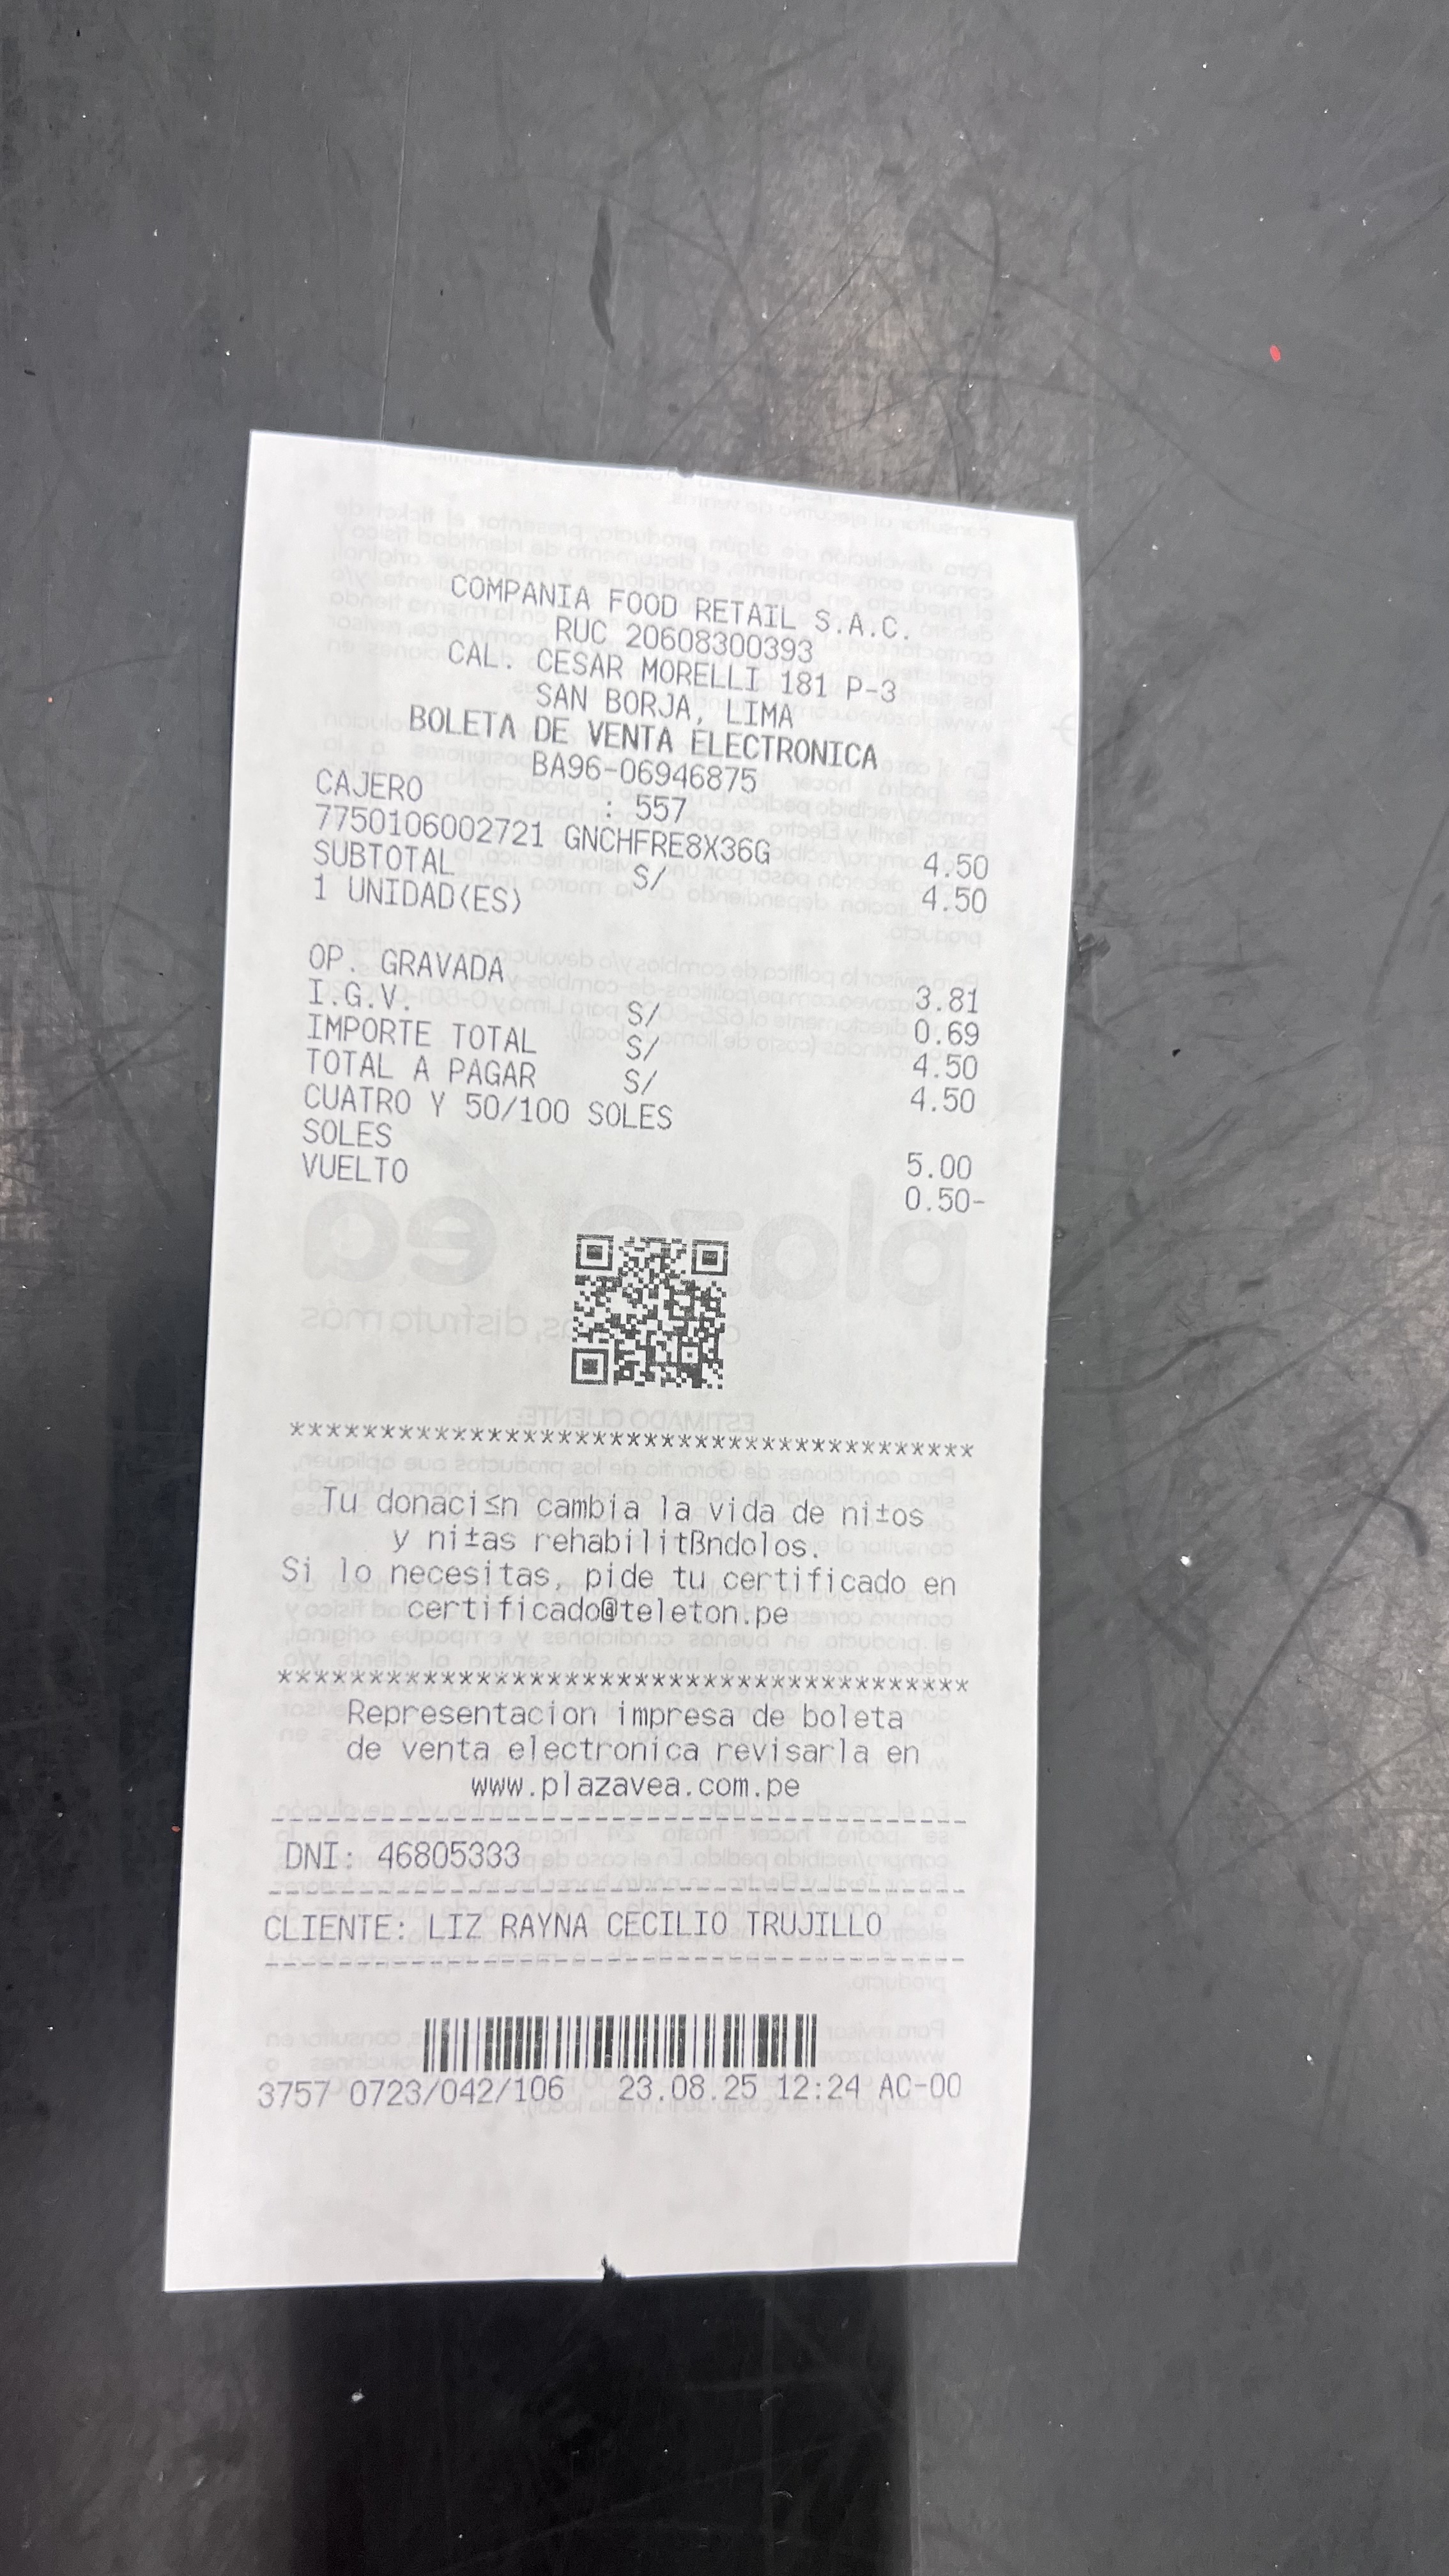 COMPANIA FOOD RETAIL S.A.C.
RUC 20608300393
CAL. CESAR MORELLI 181 P-3
SAN BORJA, LIMA
BOLETA DE VENTA ELECTRONICA
BA96-06946875
CAJERO : 557
7750106002721 GNCHFRE8X36G 4.50
SUBTOTAL S/ 4.50
1 UNIDAD(ES)
OP. GRAVADA 3.81
I.G.V. S/ 0.69
IMPORTE TOTAL S/ 4.50
TOTAL A PAGAR S/ 4.50
CUATRO Y 50/100 SOLES
SOLES 5.00
VUELTO 0.50-
****************************************
Tu donaci≤n cambia la vida de ni±os
y ni±as rehabilitßndolos.
Si lo necesitas, pide tu certificado en
certificado@teleton.pe
****************************************
Representacion impresa de boleta
de venta electronica revisarla en
www.plazavea.com.pe
DNI: 46805333
CLIENTE: LIZ RAYNA CECILIO TRUJILLO
3757 0723/042/106 23.08.25 12:24 AC-00